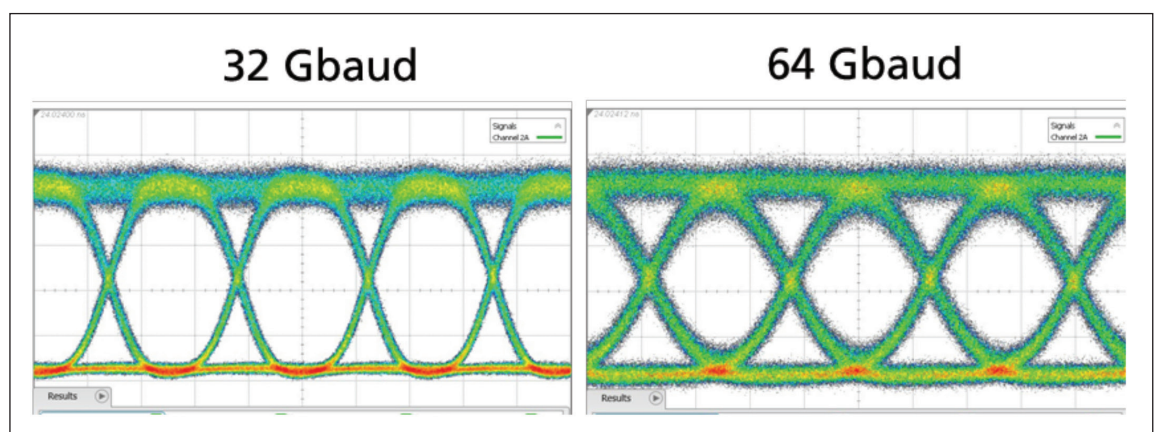 32 Gbaud
64 Gbaud
24.02400 ns
Signals
Channel 2A
Results
24.02412 ns
Signals
Channel 2A
Results